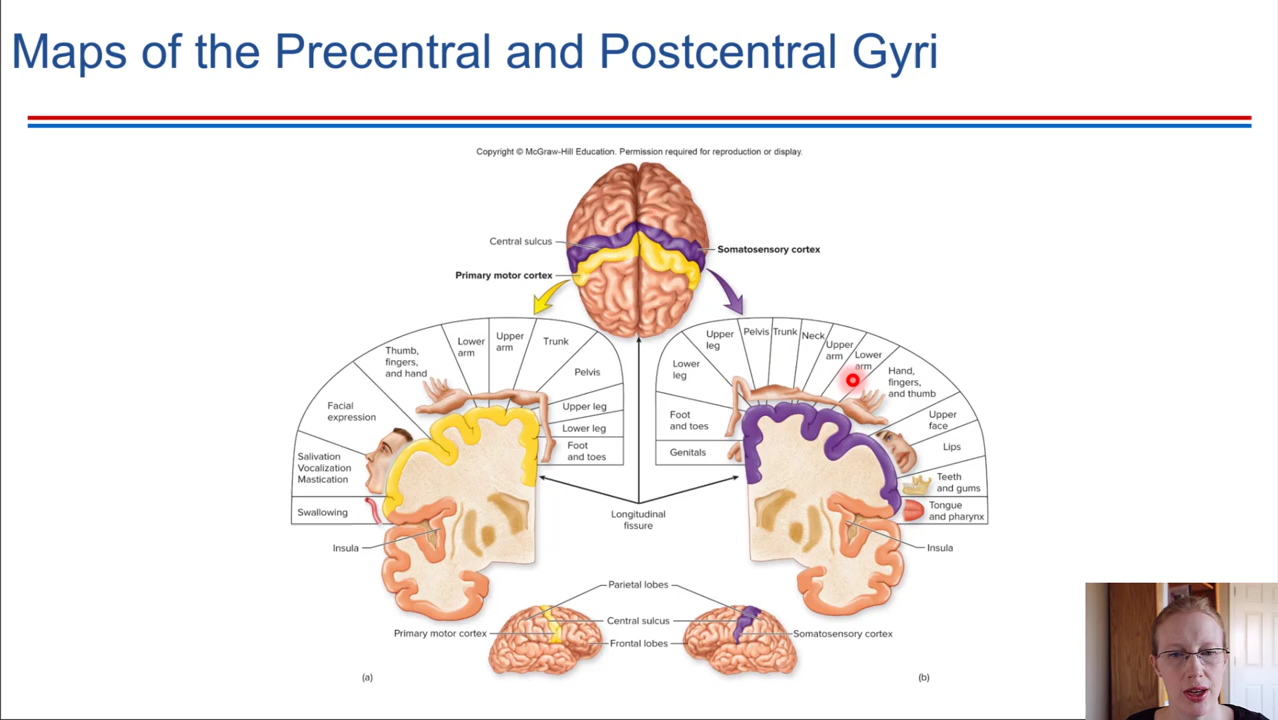 Maps of the Precentral and Postcentral Gyri
Copyright © McGraw-Hill Education. Permission required for reproduction or display.
Central sulcus
Somatosensory cortex
Primary motor cortex
Thumb,
fingers,
and hand
Lower
arm
Upper
arm
Trunk
Pelvis
Upper leg
Lower leg
Foot
and toes
Facial
expression
Salivation
Vocalization
Mastication
Swallowing
Insula
Lower
leg
Upper
leg
Pelvis
Trunk
Neck
Upper
arm
Lower
arm
Hand,
fingers,
and thumb
Upper
face
Lips
Teeth
and gums
Tongue
and pharynx
Foot
and toes
Genitals
Insula
Longitudinal
fissure
Parietal lobes
Central sulcus
Primary motor cortex
Somatosensory cortex
Frontal lobes
(a)
(b)